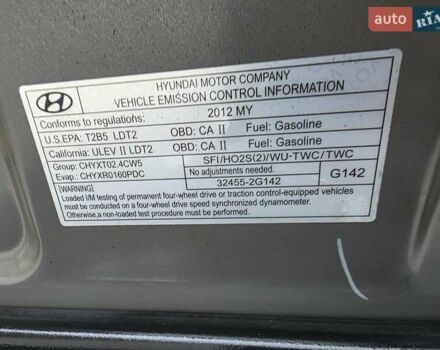 auto.RIA
HYUNDAI MOTOR COMPANY
VEHICLE EMISSION CONTROL INFORMATION
Conforms to regulations: 2012 MY
U.S.EPA: T2B5 LDT2 OBD: CA II Fuel: Gasoline
California: ULEV II LDT2 OBD: CA II Fuel: Gasoline
Group: CHYXT02.4CW5 SFI/HO2S(2)/WU-TWC/TWC
Evap.: CHYXR0160PDC No adjustments needed. G142
[WARNING] 32455-2G142
Loaded I/M testing of permanent four-wheel drive or traction control-equipped vehicles
must be conducted on a four-wheel drive speed synchronized dynamometer.
Otherwise,a non-loaded test procedure must be used.